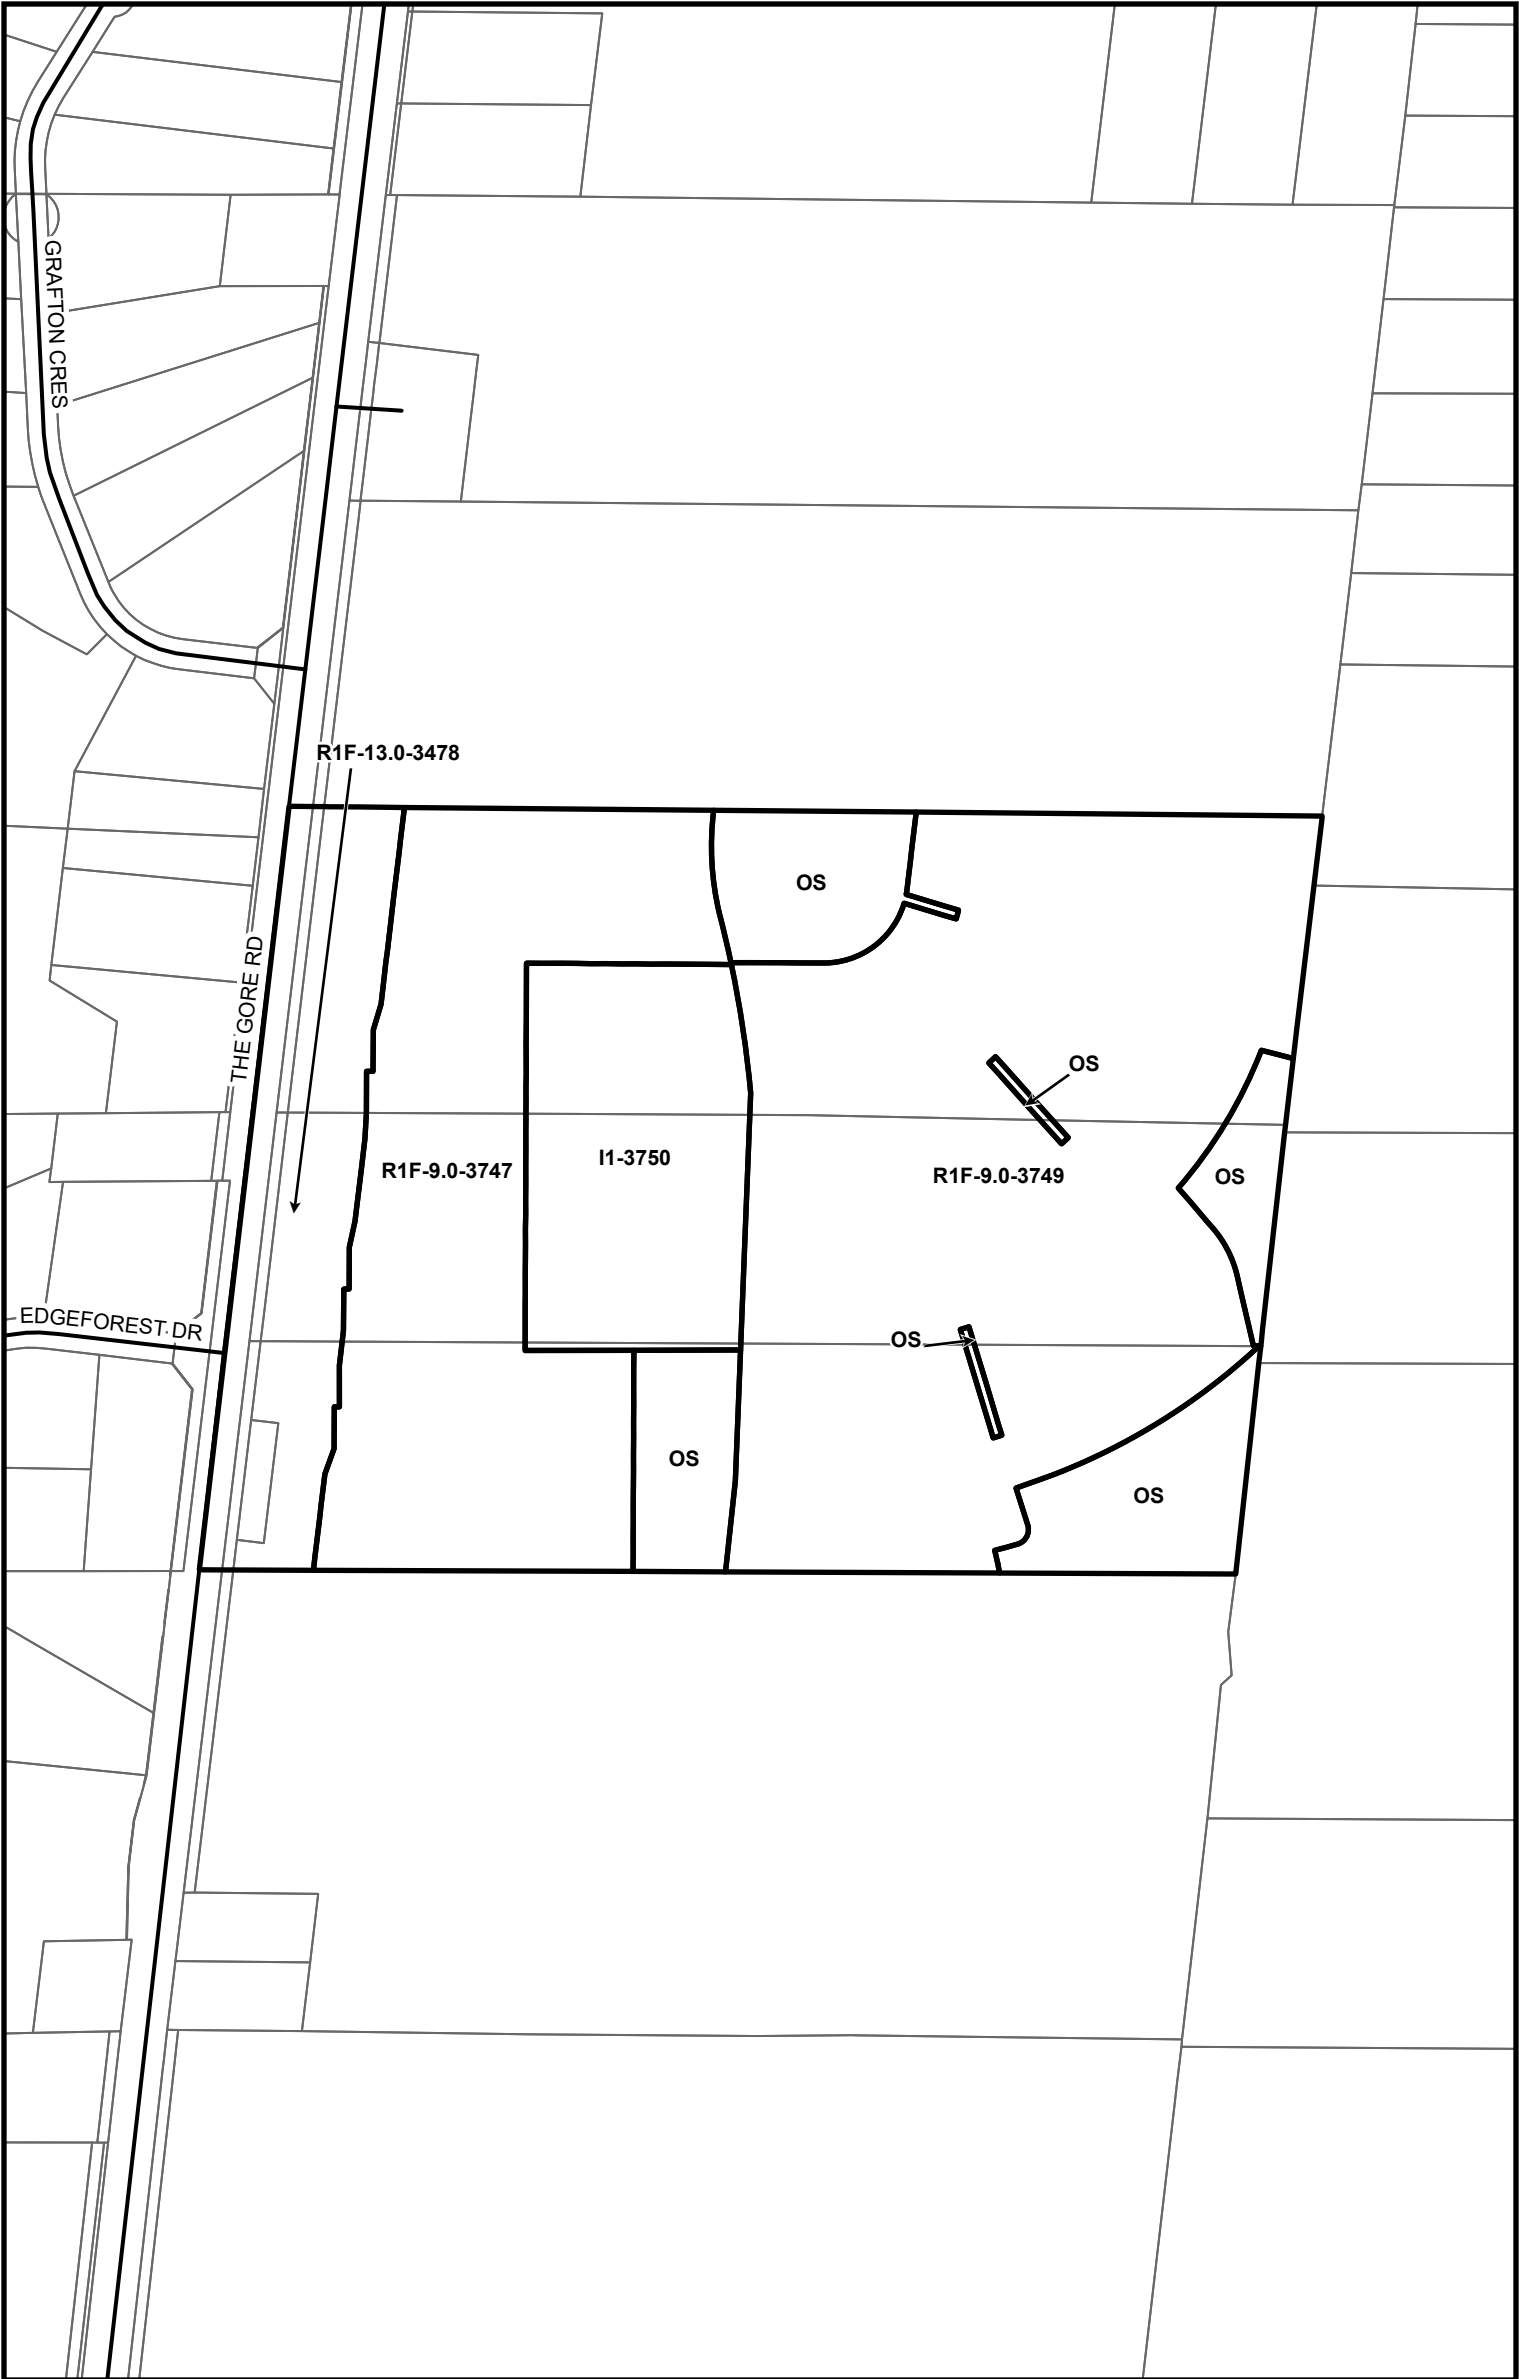 GRAFTON CRES
R1F-13.0-3478
OS
THE GORE RD
OS
R1F-9.0-3747
I1-3750
R1F-9.0-3749
OS
EDGEFOREST DR
OS
OS
OS